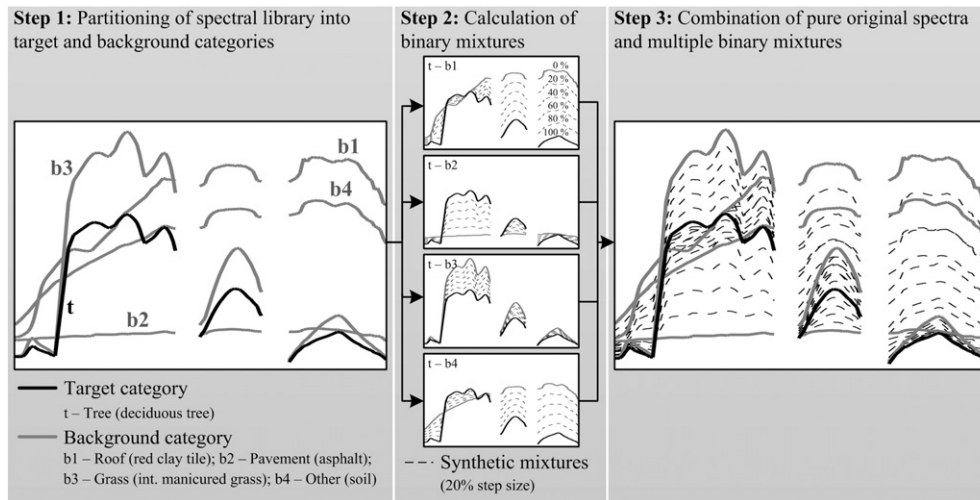 Step 1: Partitioning of spectral library into
target and background categories
b3
b1
b4
t
b2
Target category
t – Tree (deciduous tree)
Background category
b1 – Roof (red clay tile); b2 – Pavement (asphalt);
b3 – Grass (int. manicured grass); b4 – Other (soil)
Step 2: Calculation of
binary mixtures
t – b1
0 %
20 %
40 %
60 %
80 %
100 %
t – b2
t – b3
t – b4
Synthetic mixtures
(20% step size)
Step 3: Combination of pure original spectra
and multiple binary mixtures